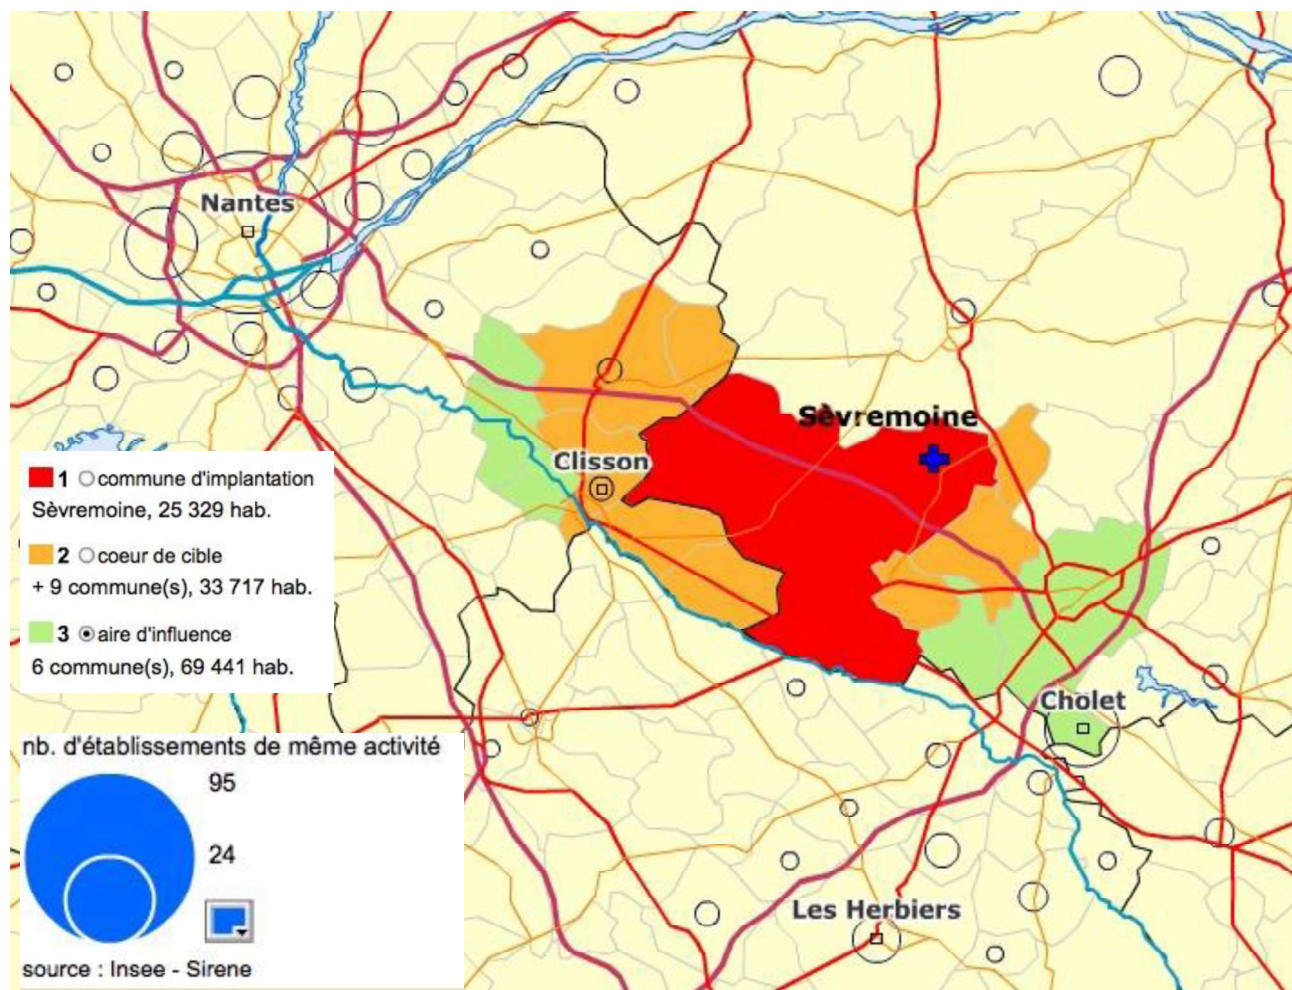 Nantes
Sèvremoine
Clisson
1 commune d'implantation
Sèvremoine, 25 329 hab.
2 coeur de cible
+ 9 commune(s), 33 717 hab.
3 aire d'influence
6 commune(s), 69 441 hab.
Cholet
nb. d'établissements de même activité
95
24
Les Herbiers
source : Insee - Sirene